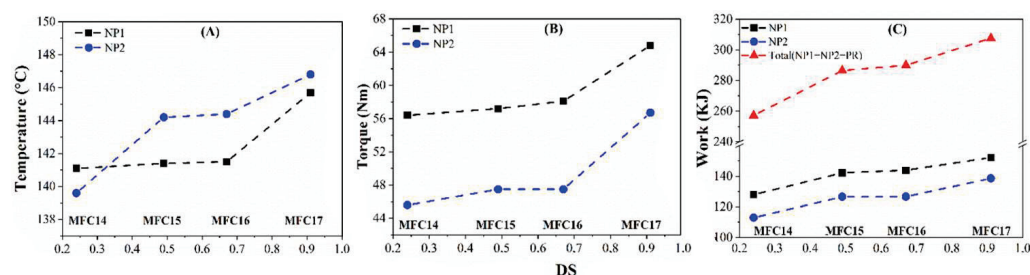 (A)
NP1
NP2
Temperature (°C)
150
148
146
144
142
140
138
MFC14 MFC15 MFC16 MFC17
0.2 0.3 0.4 0.5 0.6 0.7 0.8 0.9 1.0
(B)
NP1
NP2
Torque (Nm)
68
64
60
56
52
48
44
MFC14 MFC15 MFC16 MFC17
0.2 0.3 0.4 0.5 0.6 0.7 0.8 0.9 1.0
DS
(C)
NP1
NP2
Total(NP1-NP2-PR)
Work (KJ)
320
300
280
260
240
140
120
100
MFC14 MFC15 MFC16 MFC17
0.2 0.3 0.4 0.5 0.6 0.7 0.8 0.9 1.0